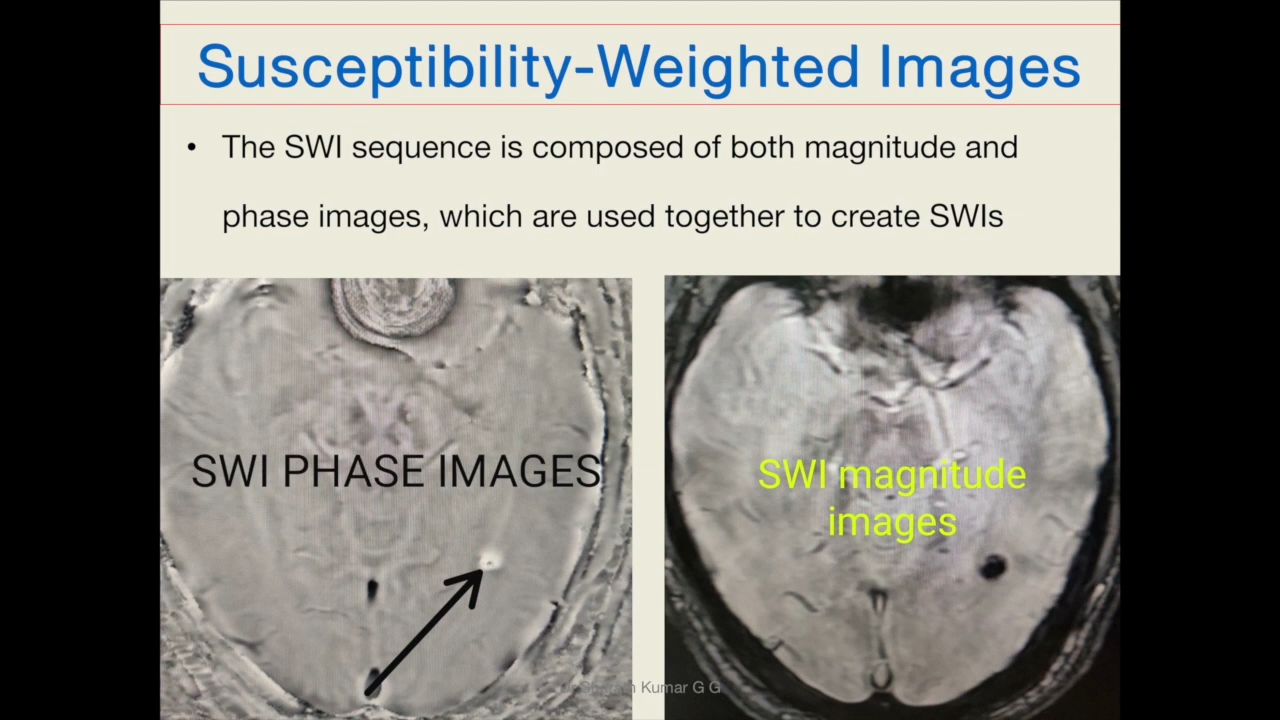 Susceptibility-Weighted Images
• The SWI sequence is composed of both magnitude and
phase images, which are used together to create SWIs
SWI PHASE IMAGES
SWI magnitude
images
Kumar G G